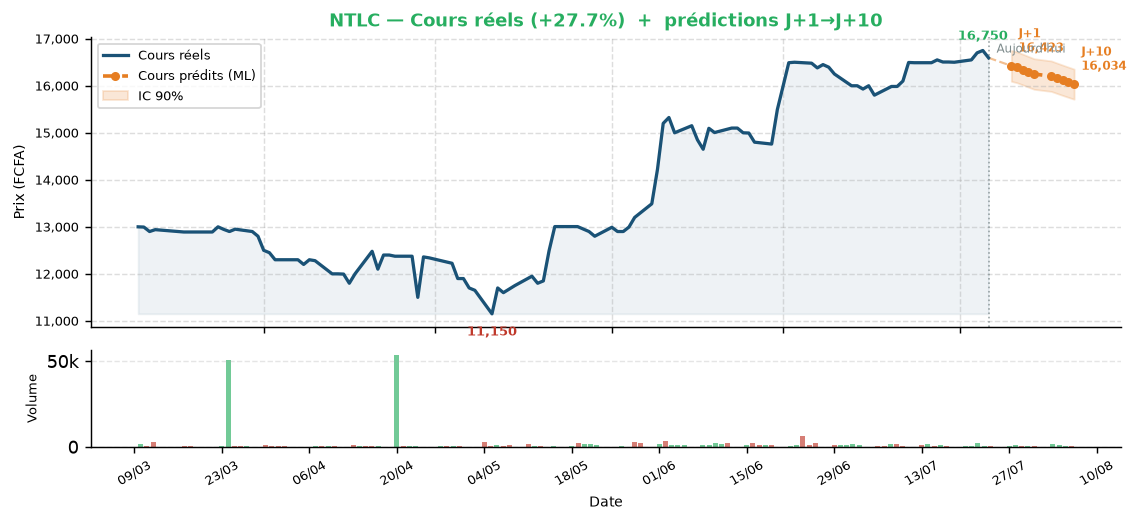 NTLC — Cours réels (+27.7%)  +  prédictions J+1→J+10
Cours réels
Cours prédits (ML)
IC 90%
16,750
Aujourd'hui
J+1
16,423
J+10
16,034
11,150
Prix (FCFA)
17,000
16,000
15,000
14,000
13,000
12,000
11,000
Volume
50k
0
09/03
23/03
06/04
20/04
04/05
18/05
01/06
15/06
29/06
13/07
27/07
10/08
Date